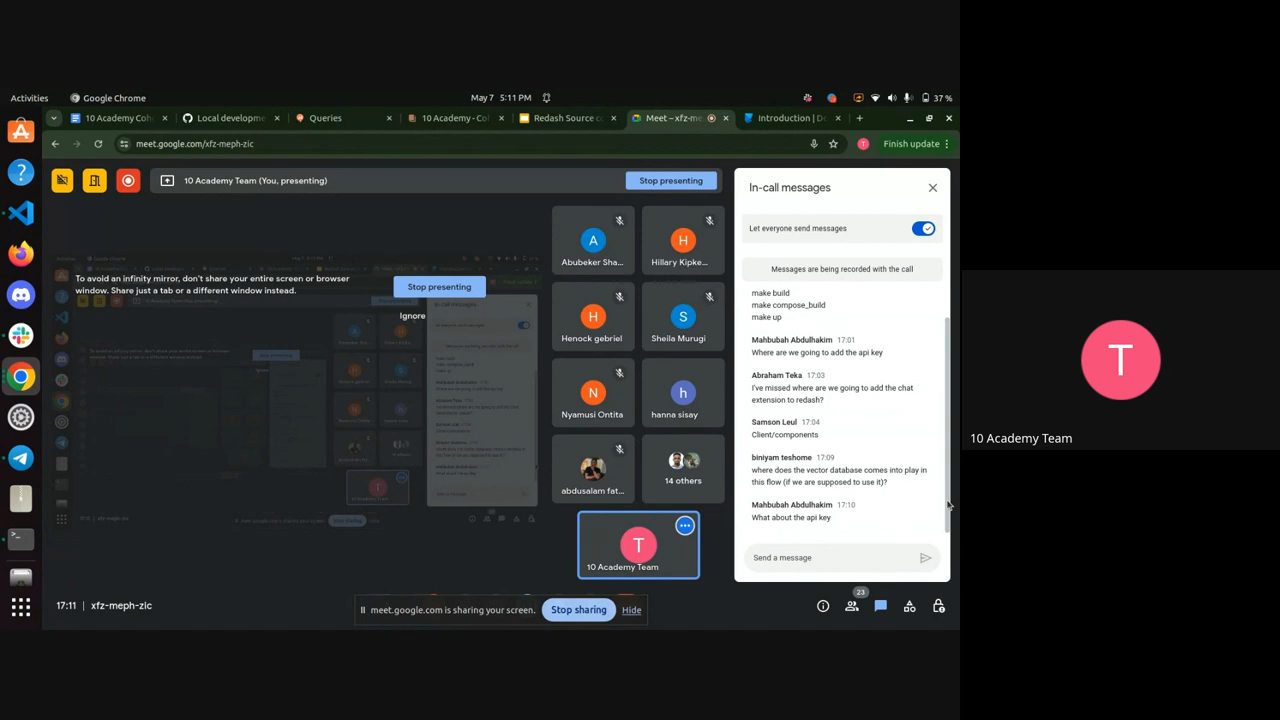 Activities
Google Chrome
May 7 5:11 PM
37 %
10 Academy Coh
Local developme
Queries
10 Academy - Col
Redash Source co
Meet – xfz-me
Introduction | De
meet.google.com/xfz-meph-zic
Finish update
10 Academy Team (You, presenting)
Stop presenting
To avoid an infinity mirror, don't share your entire screen or browser
window. Share just a tab or a different window instead.
Stop presenting
Ignore
A
Abubeker Sha...
H
Hillary Kipke...
H
Henock gebriel
S
Sheila Murugi
N
Nyamusi Ontita
h
hanna sisay
abdusalam fat...
14 others
T
10 Academy Team
In-call messages
Let everyone send messages
Messages are being recorded with the call
make build
make compose_build
make up
Mahbubah Abdulhakim 17:01
Where are we going to add the api key
Abraham Teka 17:03
I've missed where are we going to add the chat
extension to redash?
Samson Leul 17:04
Client/components
biniyam teshome 17:09
where does the vector database comes into play in
this flow (if we are supposed to use it)?
Mahbubah Abdulhakim 17:10
What about the api key
Send a message
17:11 | xfz-meph-zic
meet.google.com is sharing your screen.
Stop sharing
Hide
23
T
10 Academy Team